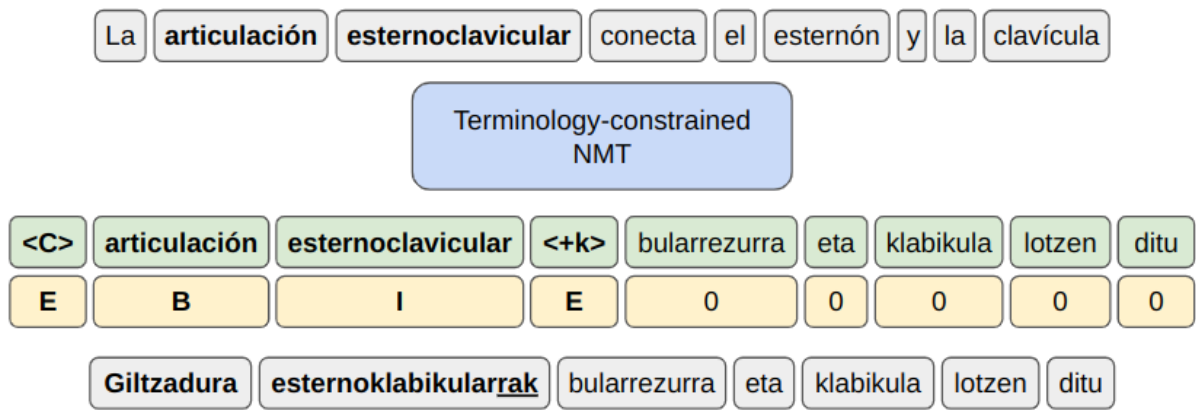 La articulación esternoclavicular conecta el esternón y la clavícula
Terminology-constrained
NMT
<C> articulación esternoclavicular <+k> bularrezurra eta klabikula lotzen ditu
E B I E 0 0 0 0 0
Giltzadura esternoklabikularrak bularrezurra eta klabikula lotzen ditu